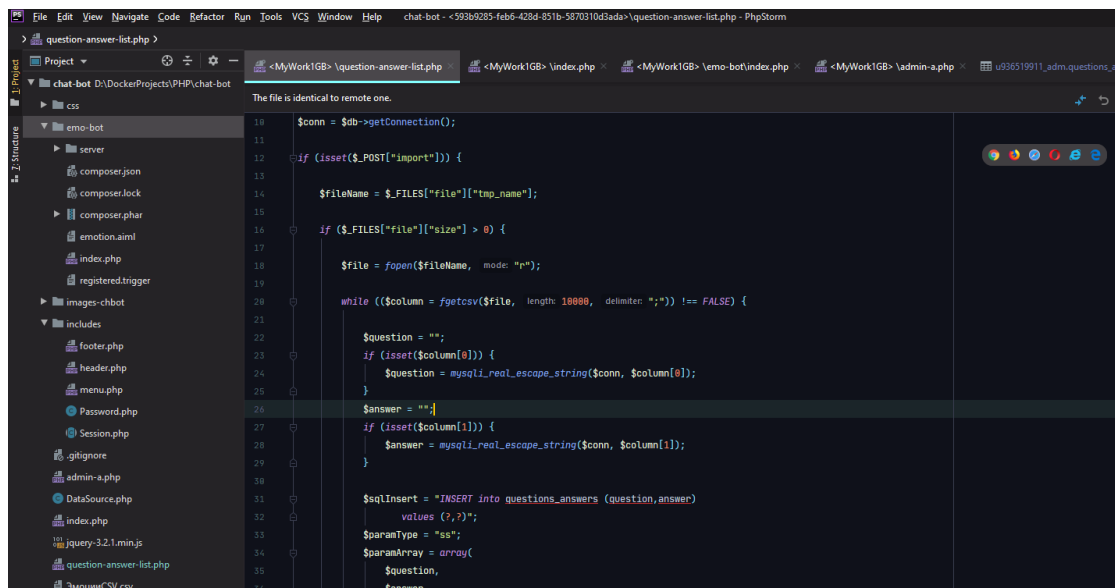 PS File Edit View Navigate Code Refactor Run Tools VCS Window Help chat-bot - <593b9285-feb6-428d-851b-5870310d3ada>\question-answer-list.php - PhpStorm
question-answer-list.php
Project
<MyWork1GB> \question-answer-list.php
<MyWork1GB> \index.php
<MyWork1GB> \emo-bot\index.php
<MyWork1GB> \admin-a.php
u936519911_adm.questions_a
1: Project
7: Structure
chat-bot D:\DockerProjects\PHP\chat-bot
css
emo-bot
server
composer.json
composer.lock
composer.phar
emotion.aiml
index.php
registered.trigger
images-chbot
includes
footer.php
header.php
menu.php
Password.php
Session.php
.gitignore
admin-a.php
DataSource.php
index.php
jquery-3.2.1.min.js
question-answer-list.php
ЭмоцииCSV.csv
The file is identical to remote one.
10 $conn = $db->getConnection();
11
12 if (isset($_POST["import"])) {
13
14 $fileName = $_FILES["file"]["tmp_name"];
15
16 if ($_FILES["file"]["size"] > 0) {
17
18 $file = fopen($fileName, mode: "r");
19
20 while (($column = fgetcsv($file, length: 10000, delimiter: ";")) !== FALSE) {
21
22 $question = "";
23 if (isset($column[0])) {
24 $question = mysqli_real_escape_string($conn, $column[0]);
25 }
26 $answer = "";
27 if (isset($column[1])) {
28 $answer = mysqli_real_escape_string($conn, $column[1]);
29 }
30
31 $sqlInsert = "INSERT into questions_answers (question,answer)
32 values (?,?)";
33 $paramType = "ss";
34 $paramArray = array(
35 $question,
36 $answer